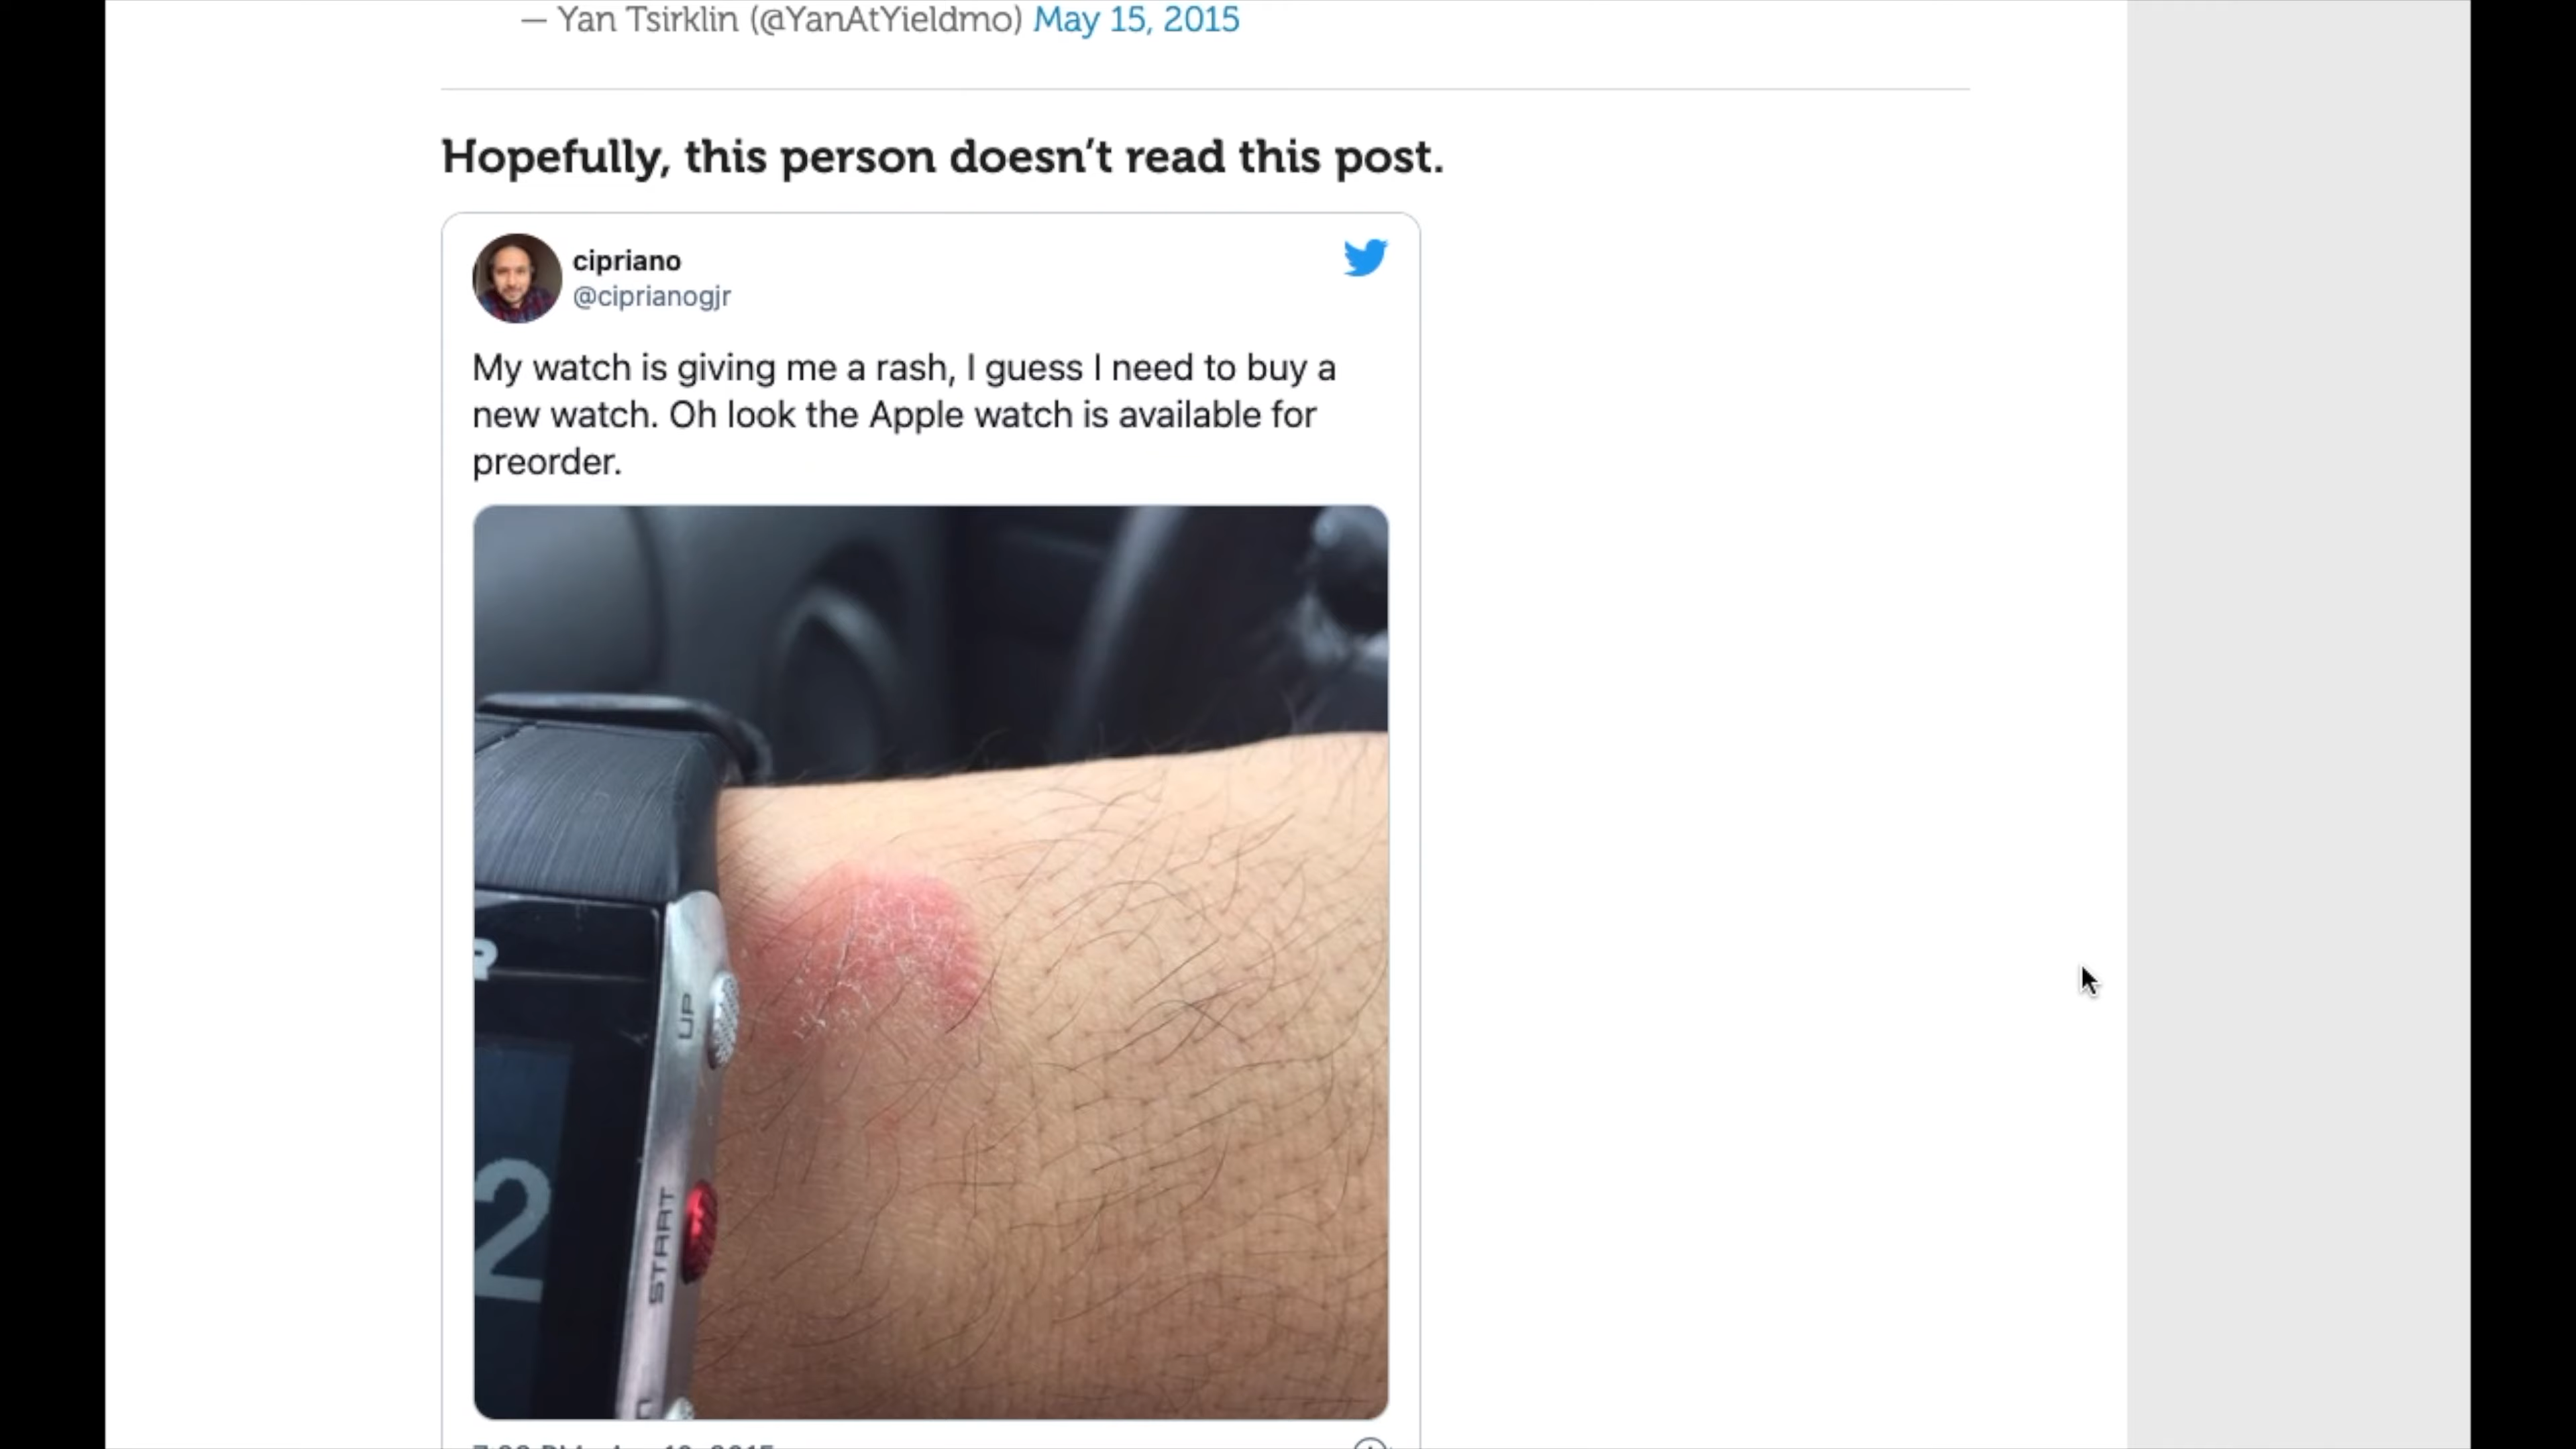 — Yan Tsirklin (@YanAtYieldmo) May 15, 2015
Hopefully, this person doesn’t read this post.
cipriano
@ciprianogjr
My watch is giving me a rash, I guess I need to buy a
new watch. Oh look the Apple watch is available for
preorder.
UP
2
START